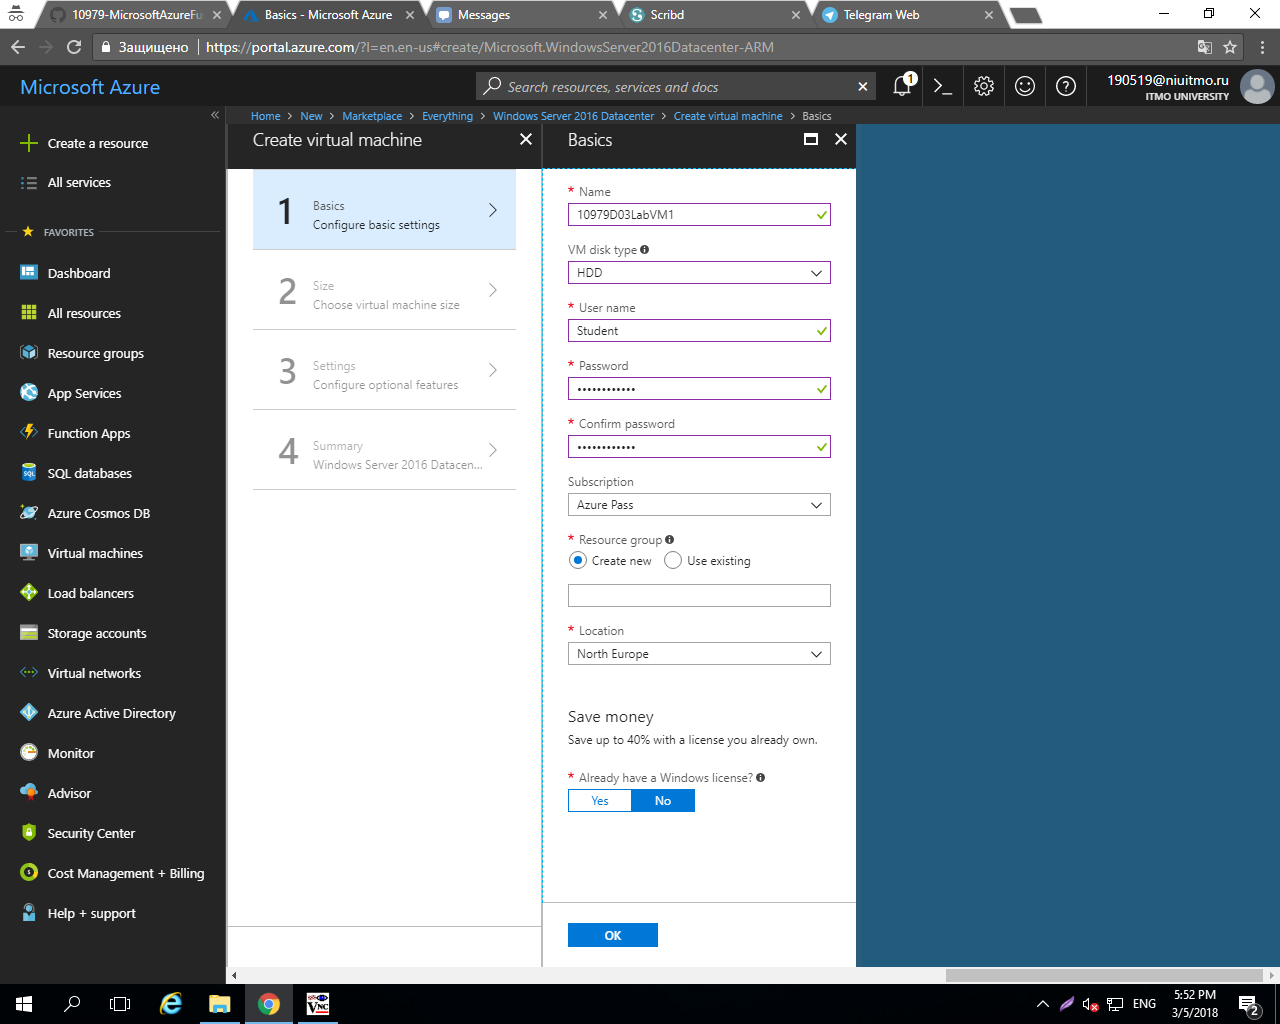 10979-MicrosoftAzureFu
Basics - Microsoft Azure
Messages
Scribd
Telegram Web
Защищено
https://portal.azure.com/?l=en.en-us#create/Microsoft.WindowsServer2016Datacenter-ARM
Microsoft Azure
Search resources, services and docs
1
190519@niuitmo.ru
ITMO UNIVERSITY
Home > New > Marketplace > Everything > Windows Server 2016 Datacenter > Create virtual machine > Basics
Create a resource
All services
FAVORITES
Dashboard
All resources
Resource groups
App Services
Function Apps
SQL databases
Azure Cosmos DB
Virtual machines
Load balancers
Storage accounts
Virtual networks
Azure Active Directory
Monitor
Advisor
Security Center
Cost Management + Billing
Help + support
Create virtual machine
1
Basics
Configure basic settings
2
Size
Choose virtual machine size
3
Settings
Configure optional features
4
Summary
Windows Server 2016 Datacen...
Basics
* Name
10979D03LabVM1
VM disk type
HDD
* User name
Student
* Password
••••••••••••
* Confirm password
••••••••••••
Subscription
Azure Pass
* Resource group
Create new Use existing
* Location
North Europe
Save money
Save up to 40% with a license you already own.
* Already have a Windows license?
Yes No
OK
VNC
ENG
5:52 PM
3/5/2018
2